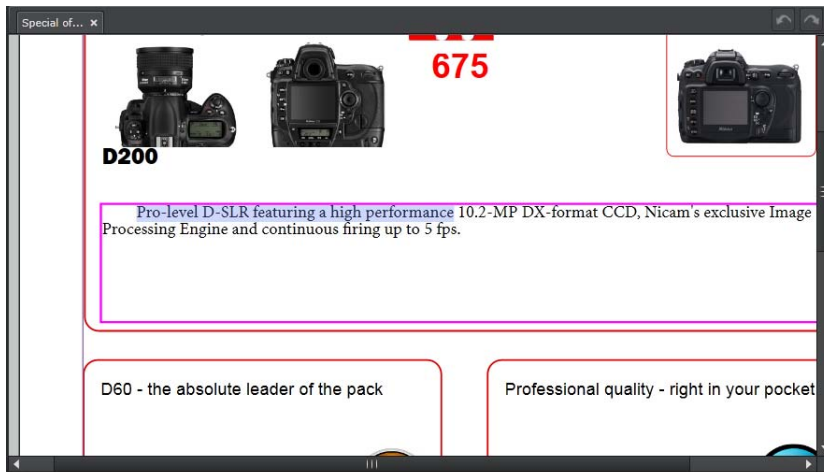 Special of...
675
D200
Pro-level D-SLR featuring a high performance 10.2-MP DX-format CCD, Nicam's exclusive Image
Processing Engine and continuous firing up to 5 fps.
D60 - the absolute leader of the pack
Professional quality - right in your pocket